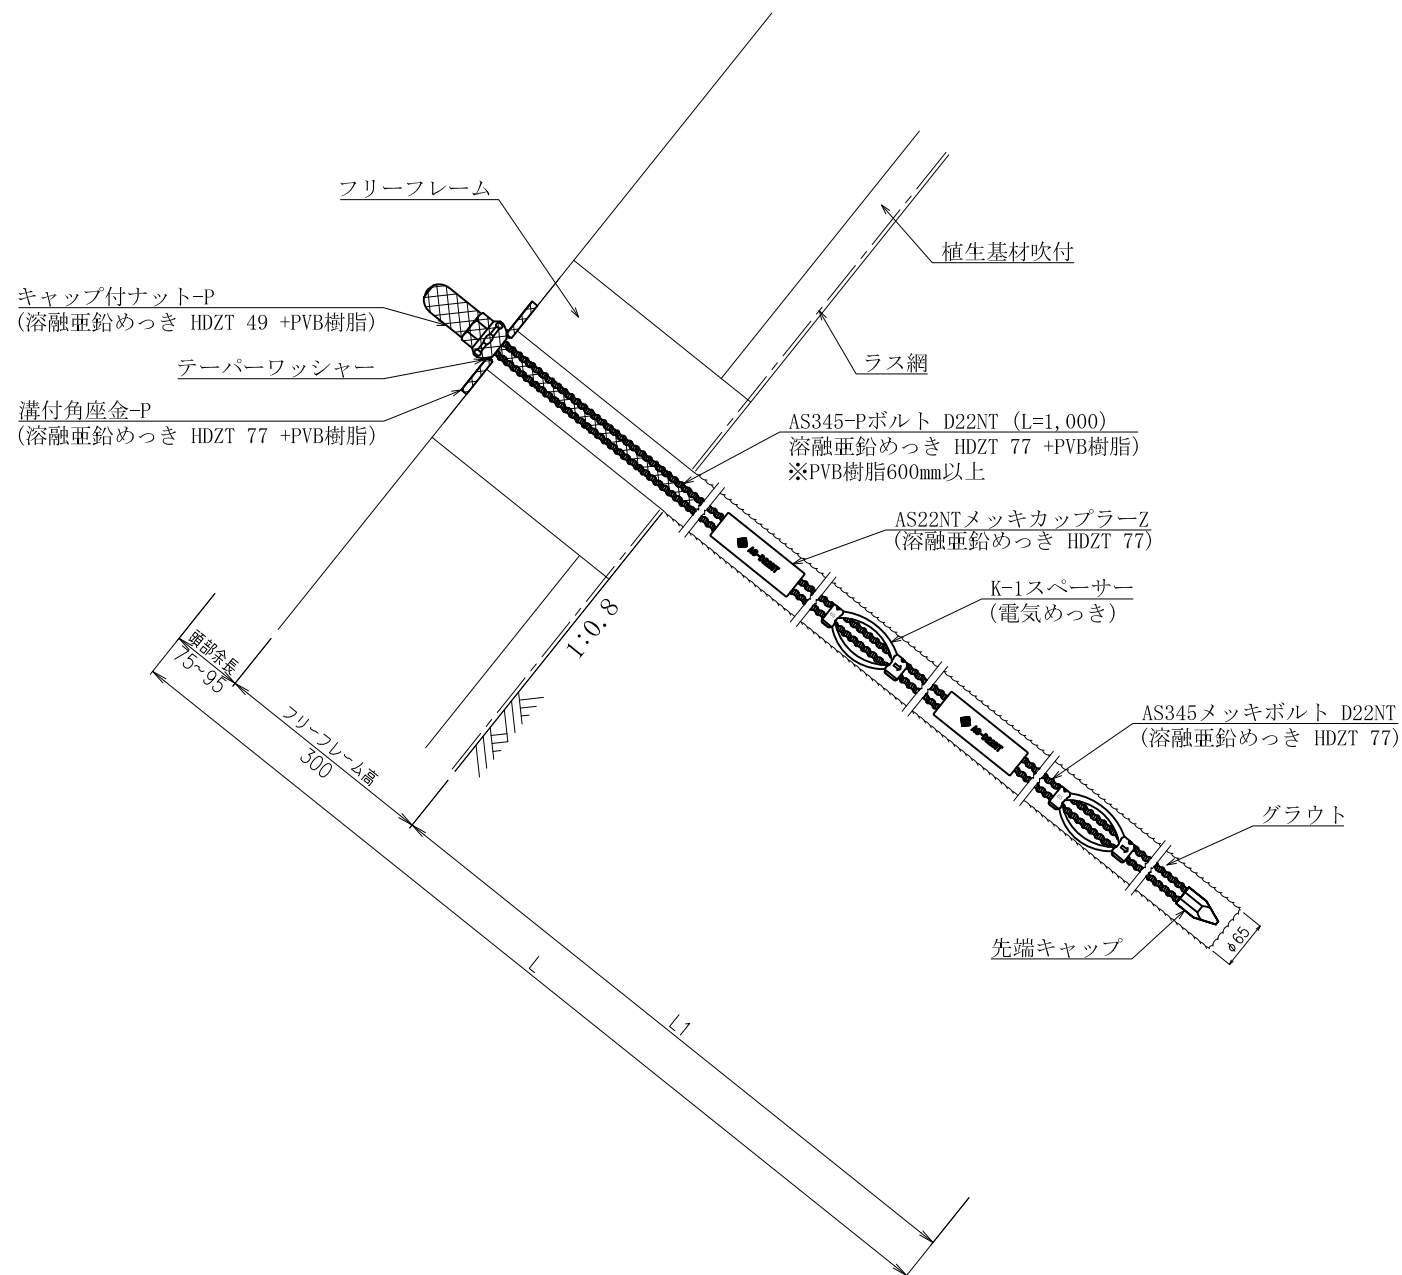 フリーフレーム
植生基材吹付
キャップ付ナット-P
(溶融亜鉛めっき HDZT 49 +PVB樹脂)
テーパーワッシャー
ラス網
溝付角座金-P
(溶融亜鉛めっき HDZT 77 +PVB樹脂)
AS345-Pボルト D22NT (L=1,000)
溶融亜鉛めっき HDZT 77 +PVB樹脂)
※PVB樹脂600mm以上
AS22NTメッキカップラーZ
(溶融亜鉛めっき HDZT 77)
AS-D22NT
K-1スペーサー
(電気めっき)
1:0.8
頭部余長
75~95
フリーフレーム高
300
AS-D22NT
AS345メッキボルト D22NT
(溶融亜鉛めっき HDZT 77)
グラウト
先端キャップ
φ65
L
L1